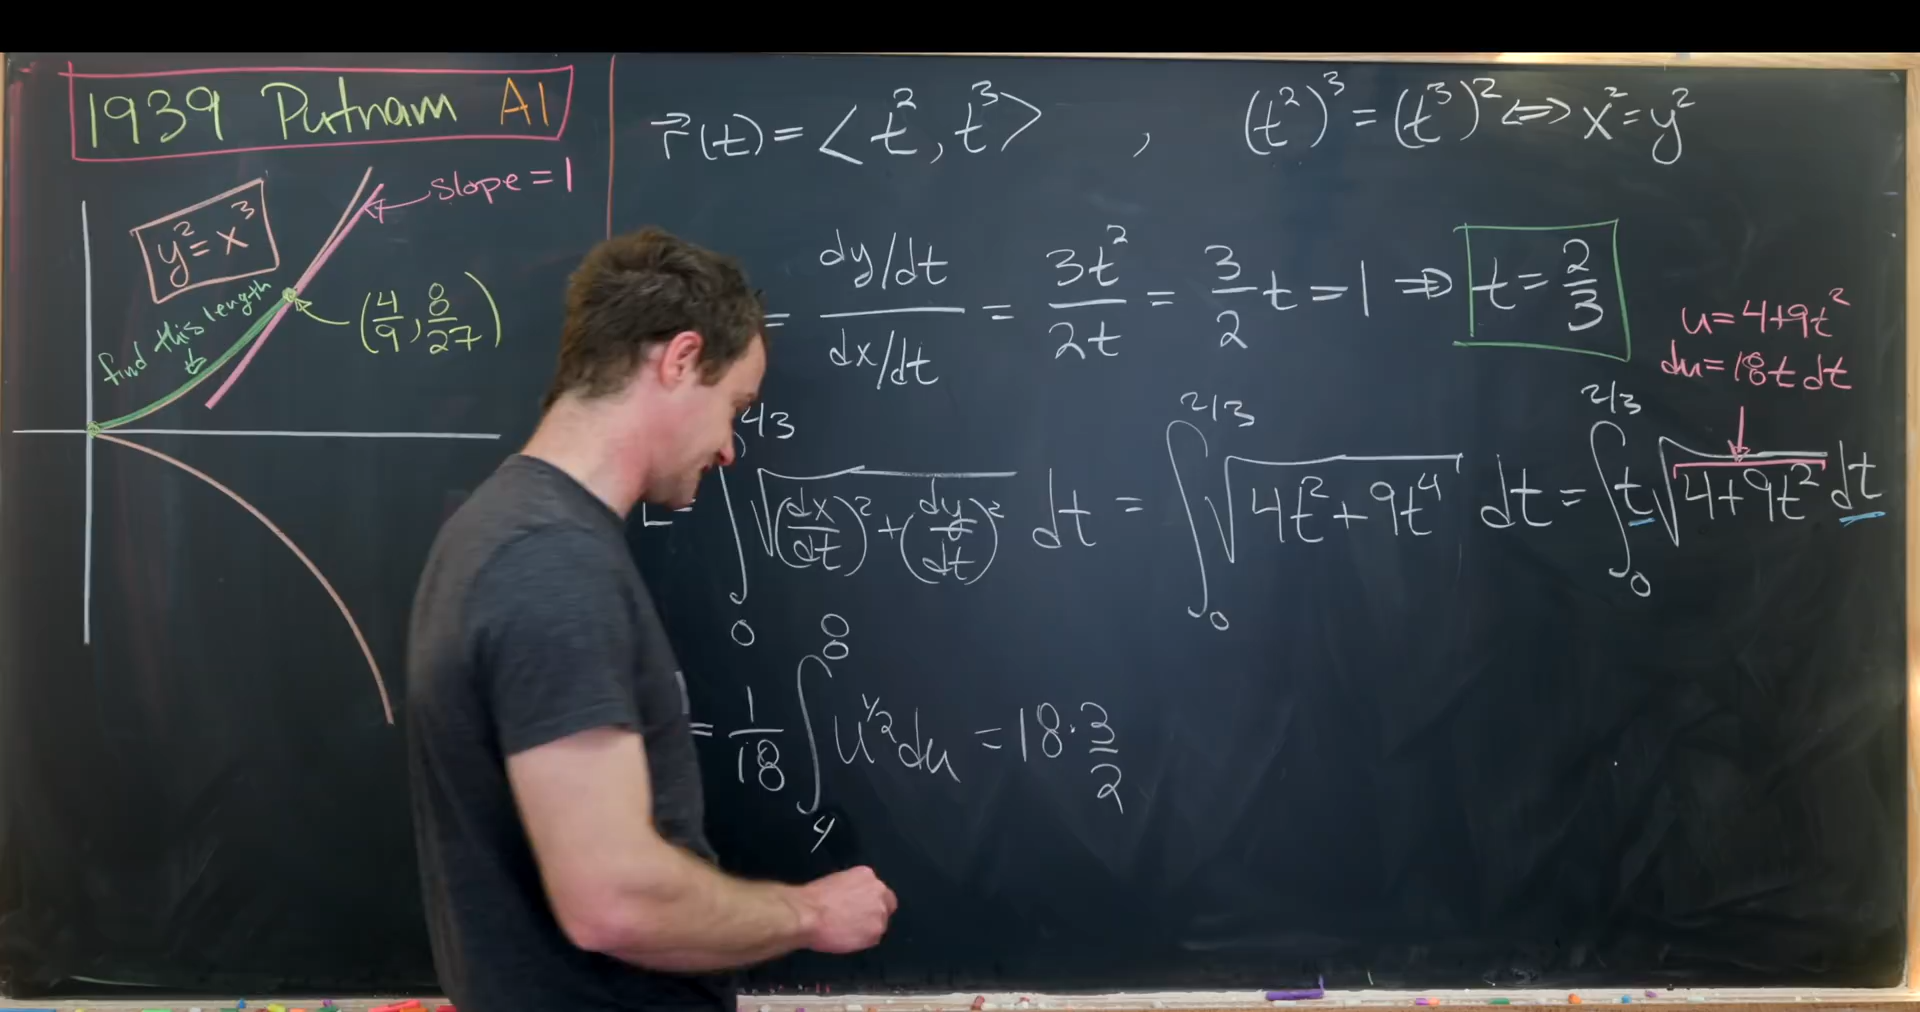 1939 Putnam A1
y² = x³
slope = 1
find this length
(4/9, 8/27)
r⃗(t) = <t², t³> , (t²)³ = (t³)² <=> x² = y²
= (dy/dt)/(dx/dt) = 3t²/2t = 3/2 t = 1 => t = 2/3
u = 4+9t²
du = 18t dt
∫₀^{2/3} √((dx/dt)² + (dy/dt)²) dt = ∫₀^{2/3} √(4t² + 9t⁴) dt = ∫₀^{2/3} t√(4+9t²) dt
= 1/18 ∫₄^8 u^{1/2} du = 18 · 3/2